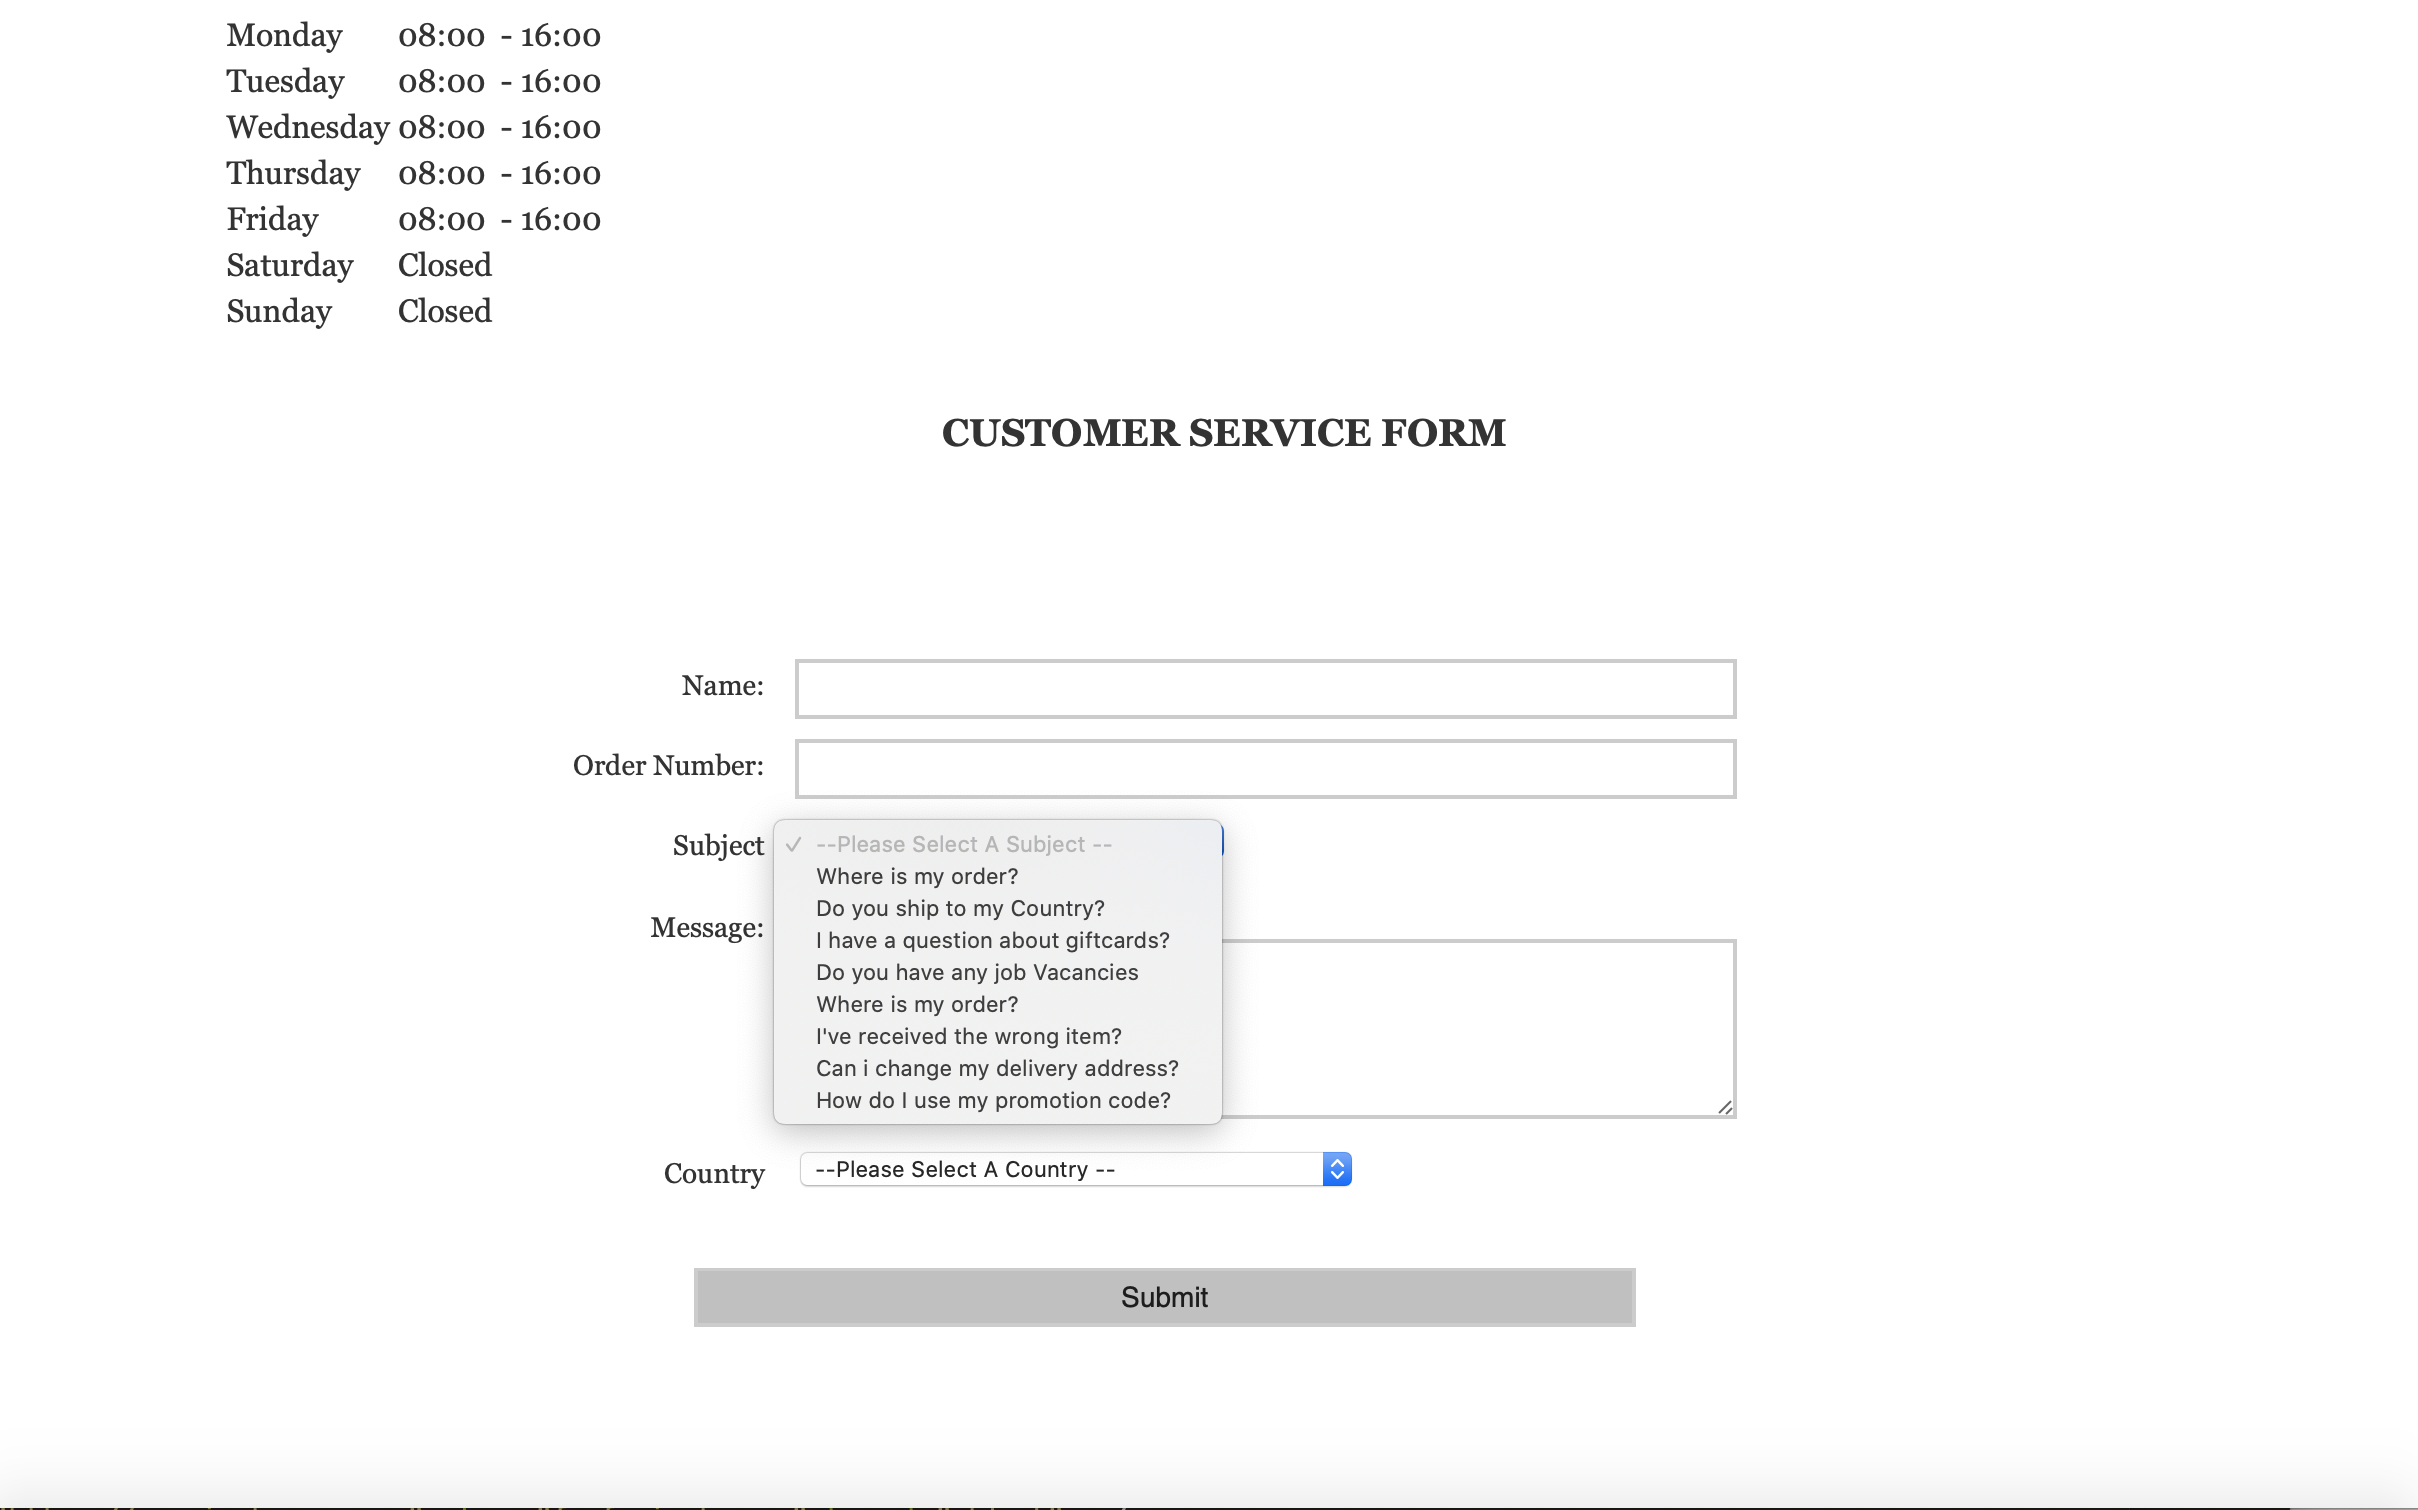 Monday 08:00 - 16:00
Tuesday 08:00 - 16:00
Wednesday 08:00 - 16:00
Thursday 08:00 - 16:00
Friday 08:00 - 16:00
Saturday Closed
Sunday Closed
CUSTOMER SERVICE FORM
Name:
Order Number:
Subject
--Please Select A Subject --
Where is my order?
Do you ship to my Country?
I have a question about giftcards?
Do you have any job Vacancies
Where is my order?
I've received the wrong item?
Can i change my delivery address?
How do I use my promotion code?
Message:
Country --Please Select A Country --
Submit